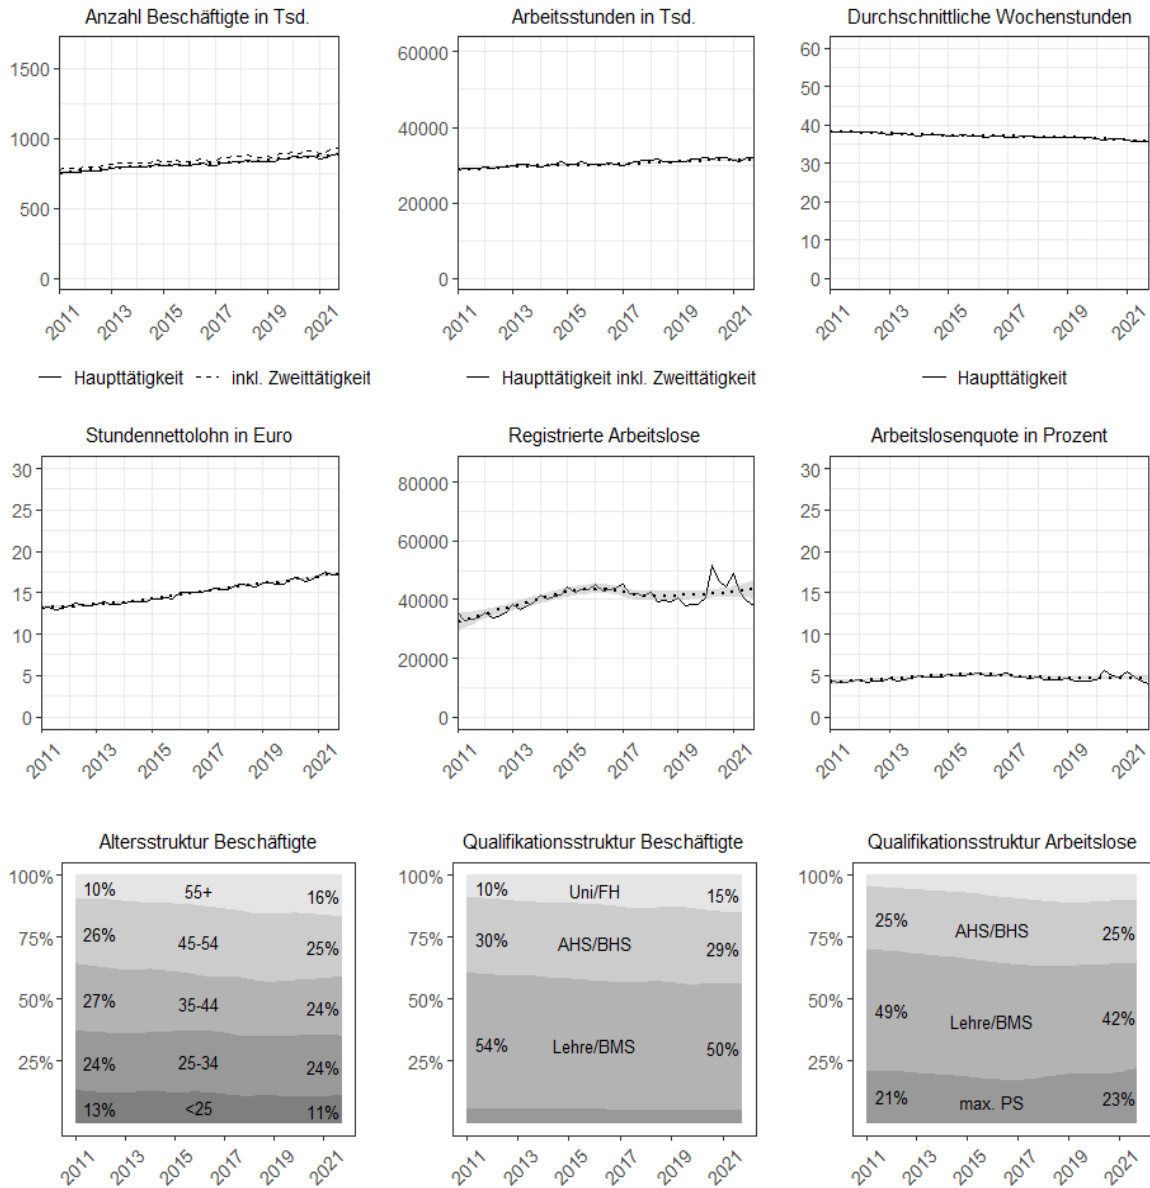 Anzahl Beschäftigte in Tsd.
1500
1000
500
0
2011 2013 2015 2017 2019 2021
Haupttätigkeit inkl. Zweittätigkeit
Arbeitsstunden in Tsd.
60000
40000
20000
0
2011 2013 2015 2017 2019 2021
Haupttätigkeit inkl. Zweittätigkeit
Durchschnittliche Wochenstunden
60
50
40
30
20
10
0
2011 2013 2015 2017 2019 2021
Haupttätigkeit
Stundennettolohn in Euro
30
25
20
15
10
5
0
2011 2013 2015 2017 2019 2021
Registrierte Arbeitslose
80000
60000
40000
20000
0
2011 2013 2015 2017 2019 2021
Arbeitslosenquote in Prozent
30
25
20
15
10
5
0
2011 2013 2015 2017 2019 2021
Altersstruktur Beschäftigte
100%
10% 55+ 16%
75%
26% 45-54 25%
50%
27% 35-44 24%
25%
24% 25-34 24%
13% <25 11%
2011 2013 2015 2017 2019 2021
Qualifikationsstruktur Beschäftigte
100%
10% Uni/FH 15%
75%
30% AHS/BHS 29%
50%
54% Lehre/BMS 50%
25%
2011 2013 2015 2017 2019 2021
Qualifikationsstruktur Arbeitslose
100%
25% AHS/BHS 25%
75%
50%
49% Lehre/BMS 42%
25%
21% max. PS 23%
2011 2013 2015 2017 2019 2021